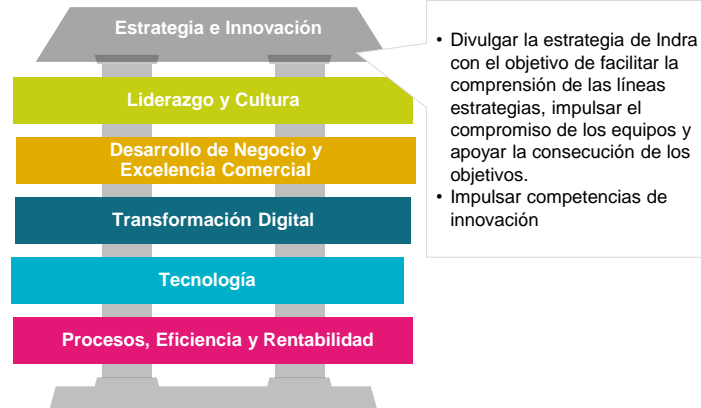 Estrategia e Innovación
• Divulgar la estrategia de Indra
con el objetivo de facilitar la
comprensión de las líneas
estrategias, impulsar el
compromiso de los equipos y
apoyar la consecución de los
objetivos.
• Impulsar competencias de
innovación
Liderazgo y Cultura
Desarrollo de Negocio y
Excelencia Comercial
Transformación Digital
Tecnología
Procesos, Eficiencia y Rentabilidad